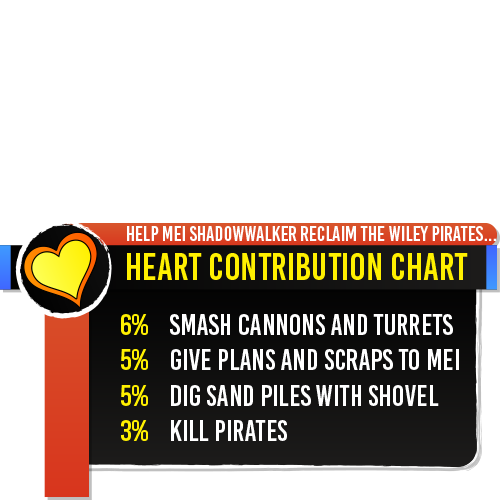 HELP MEI SHADOWWALKER RECLAIM THE WILEY PIRATES...
HEART CONTRIBUTION CHART
6% SMASH CANNONS AND TURRETS
5% GIVE PLANS AND SCRAPS TO MEI
5% DIG SAND PILES WITH SHOVEL
3% KILL PIRATES